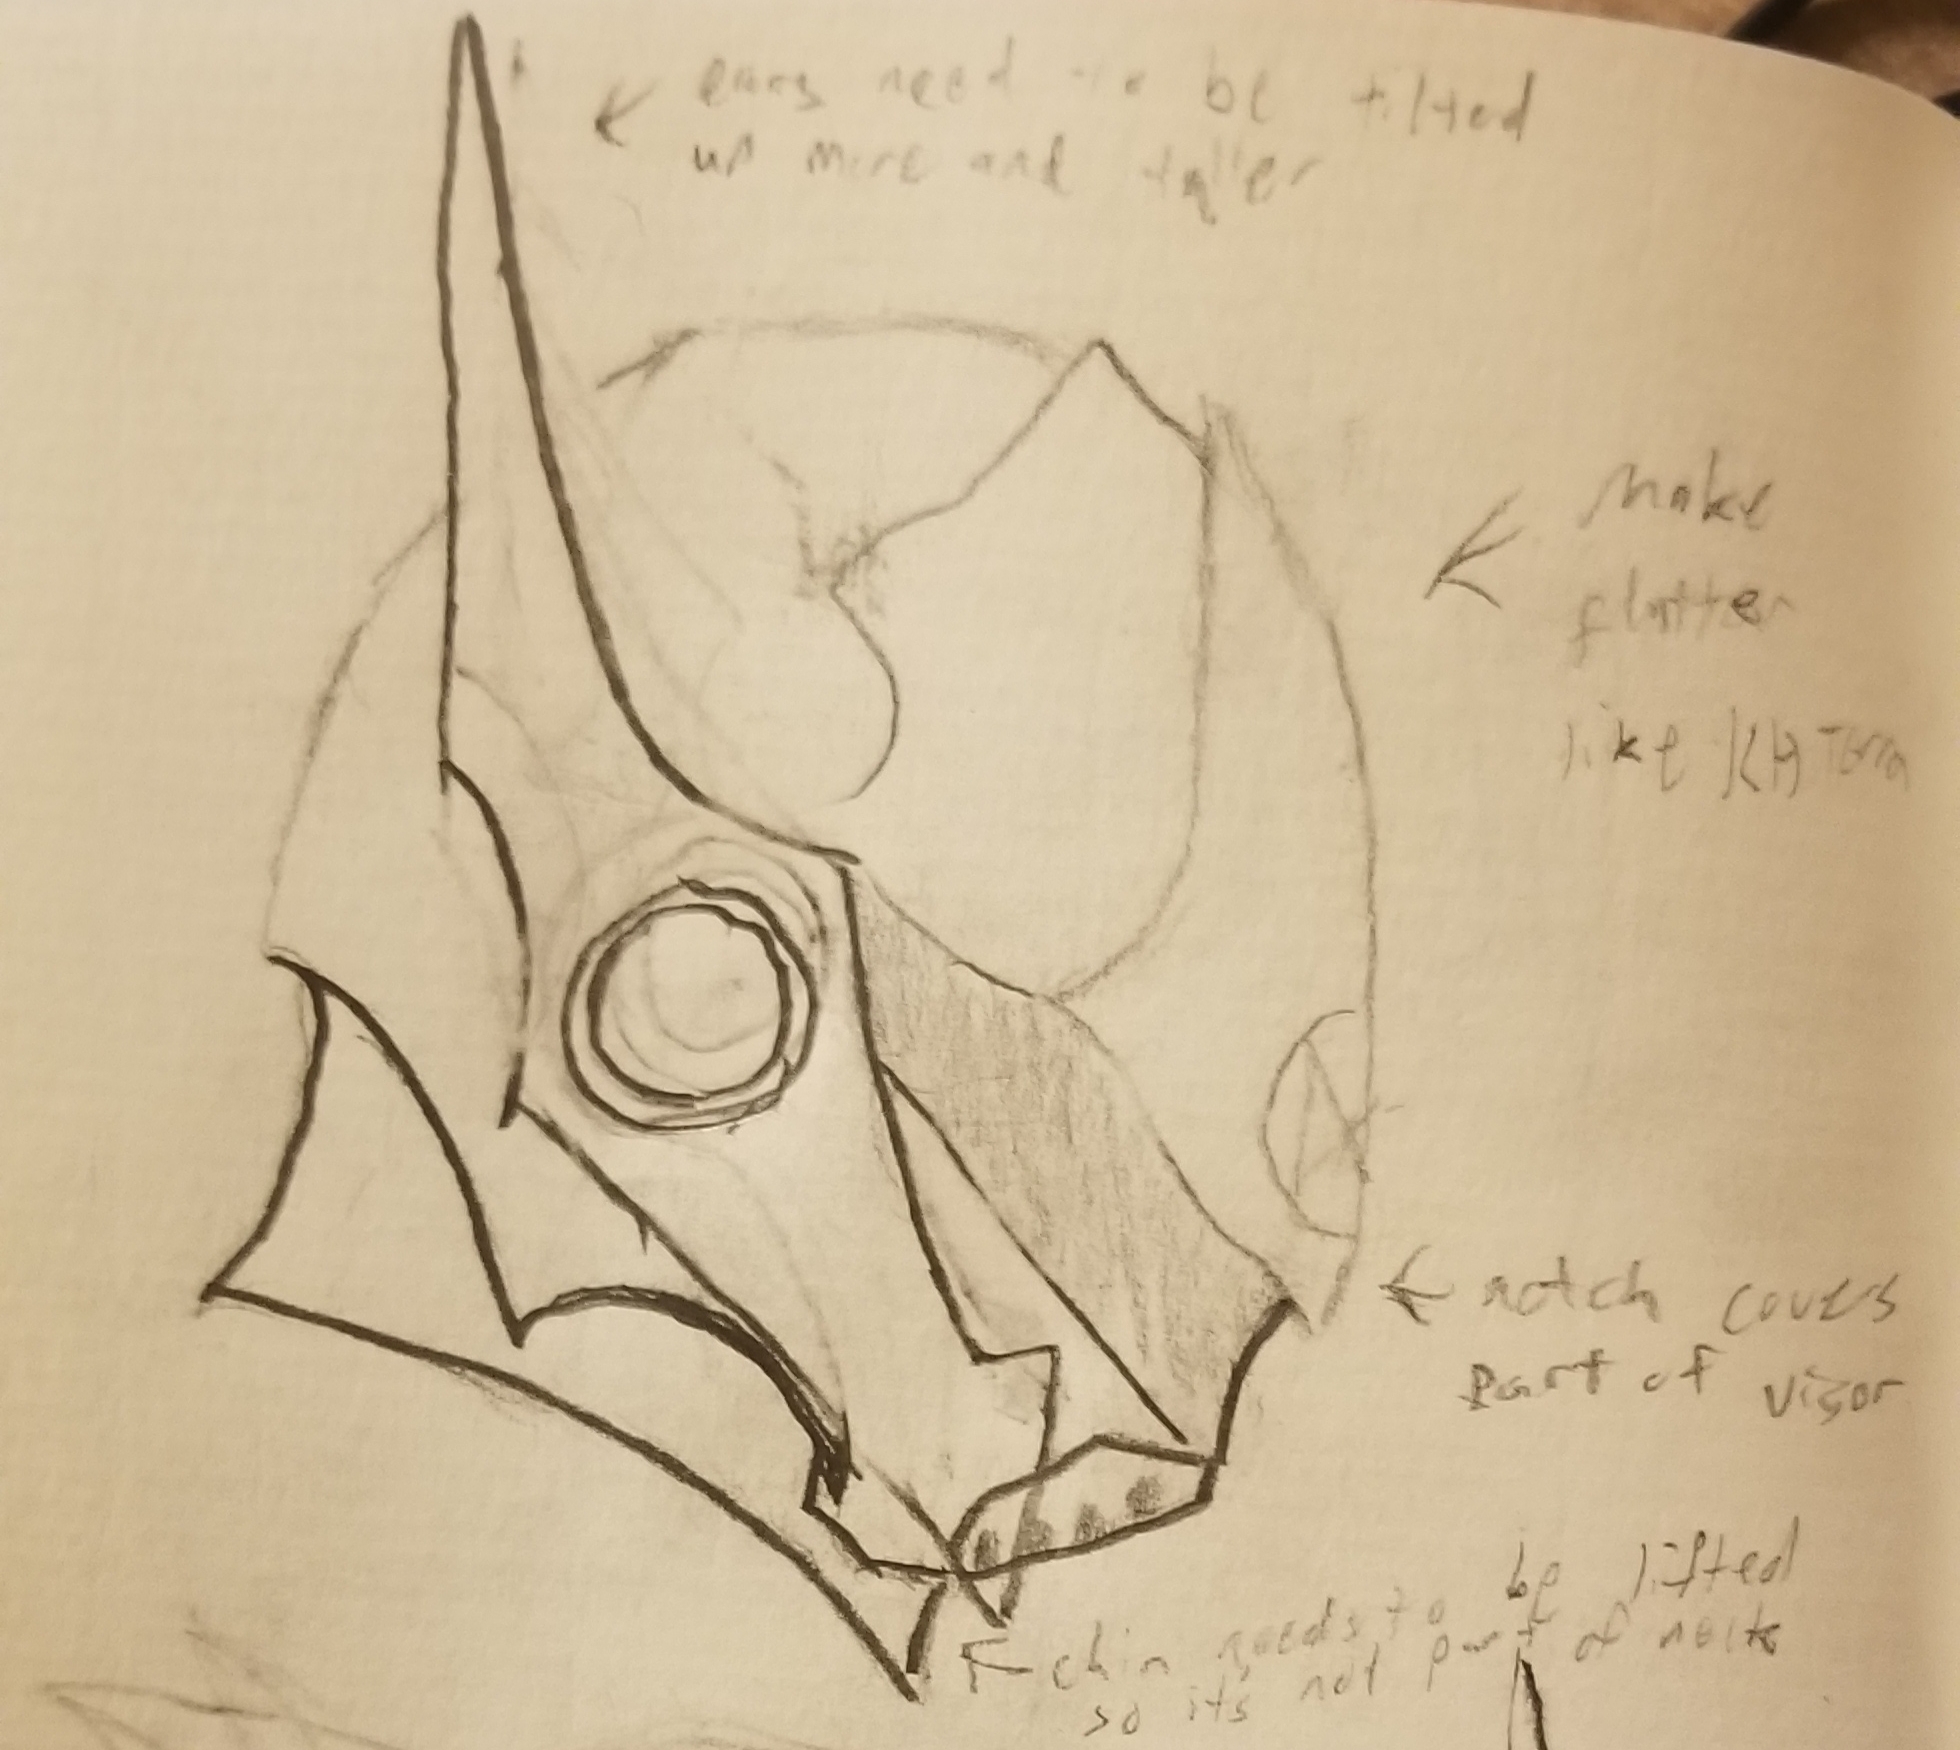 ears need to be tilted
up more and taller
make
flatter
like KH Terra
notch covers
part of visor
chin needs to be lifted
so its not part of neck